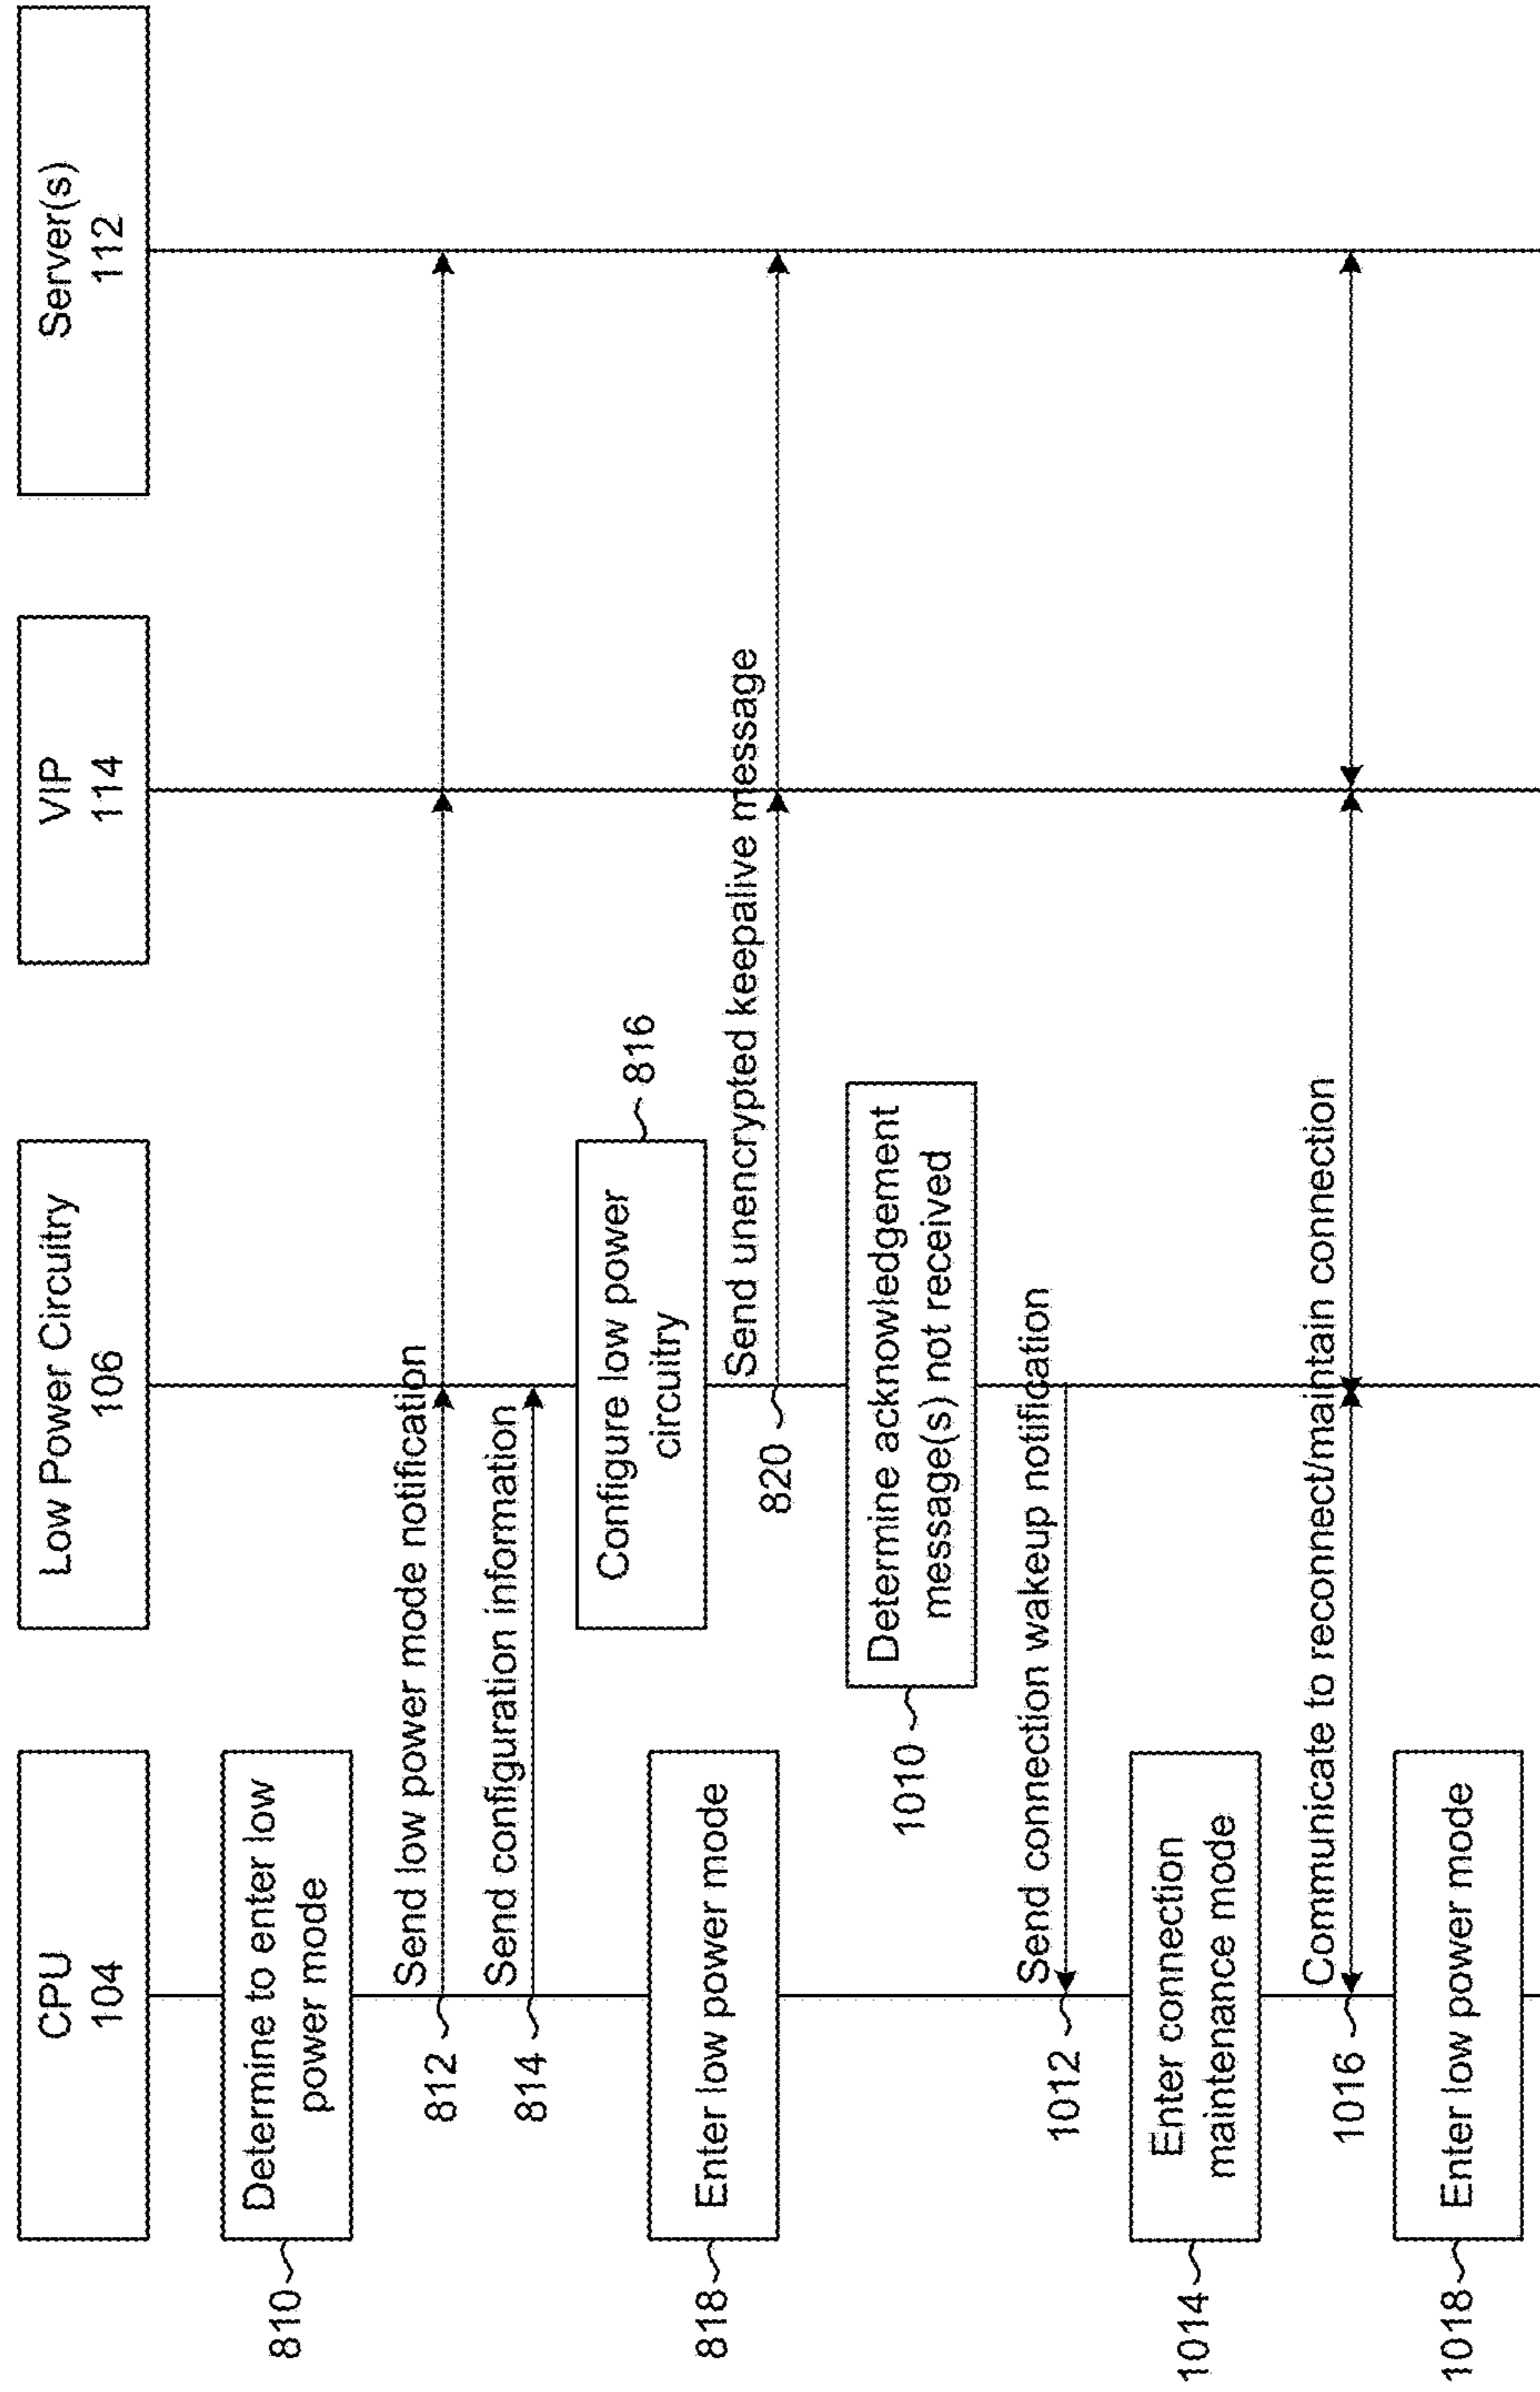 CPU
104
Low Power Circuitry
106
VIP
114
Server(s)
112
810
Determine to enter low
power mode
Send low power mode notification
812
Send configuration information
814
Configure low power
circuitry
816
818
Enter low power mode
Send unencrypted keepalive message
820
Determine acknowledgement
message(s) not received
1010
Send connection wakeup notification
1012
1014
Enter connection
maintenance mode
Communicate to reconnect/maintain connection
1016
1018
Enter low power mode